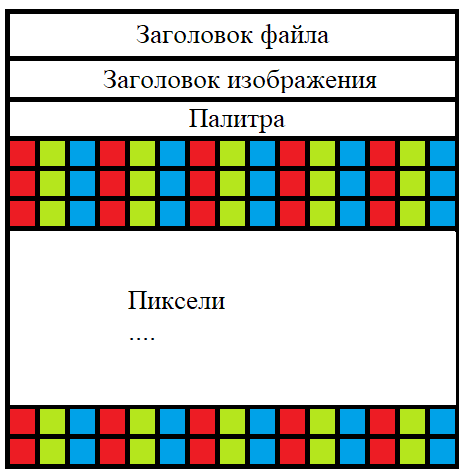 Заголовок файла
Заголовок изображения
Палитра
Пиксели
....